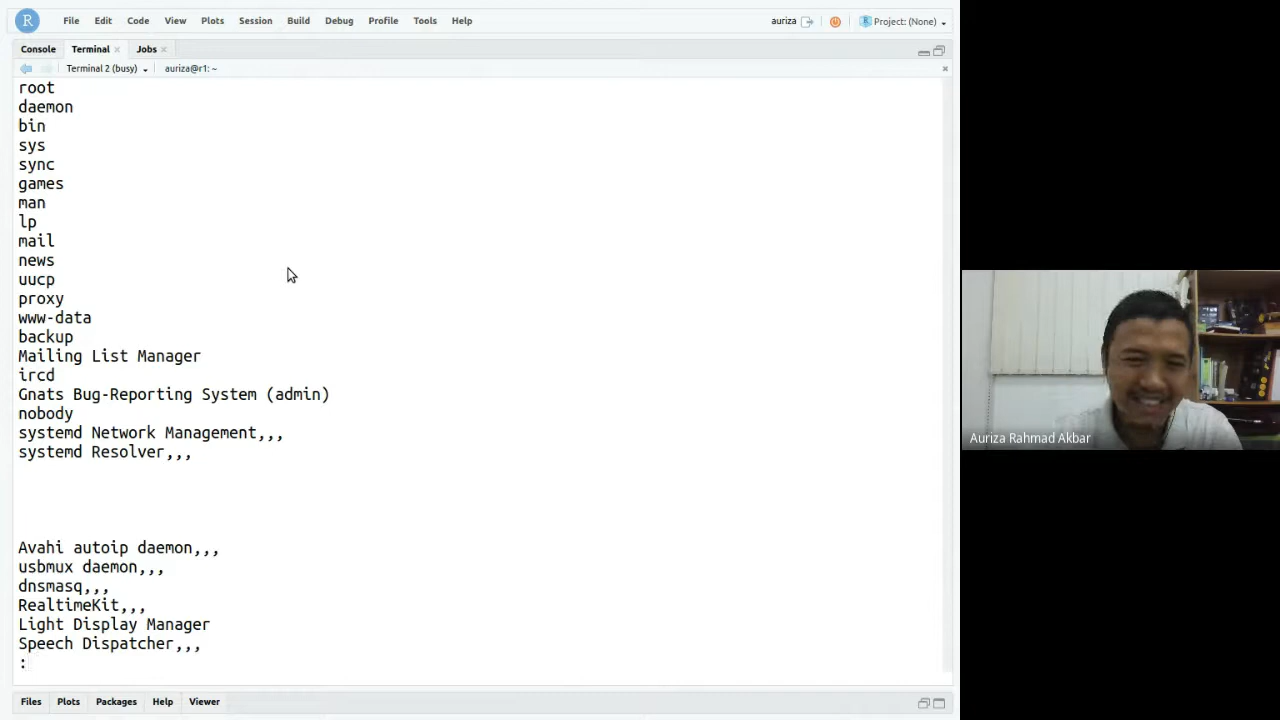 R File Edit Code View Plots Session Build Debug Profile Tools Help auriza R Project: (None)
Console Terminal Jobs
Terminal 2 (busy) auriza@r1: ~
root
daemon
bin
sys
sync
games
man
lp
mail
news
uucp
proxy
www-data
backup
Mailing List Manager
ircd
Gnats Bug-Reporting System (admin)
nobody
systemd Network Management,,,
systemd Resolver,,,
Avahi autoip daemon,,,
usbmux daemon,,,
dnsmasq,,,
RealtimeKit,,,
Light Display Manager
Speech Dispatcher,,,
:
Files Plots Packages Help Viewer
Auriza Rahmad Akbar